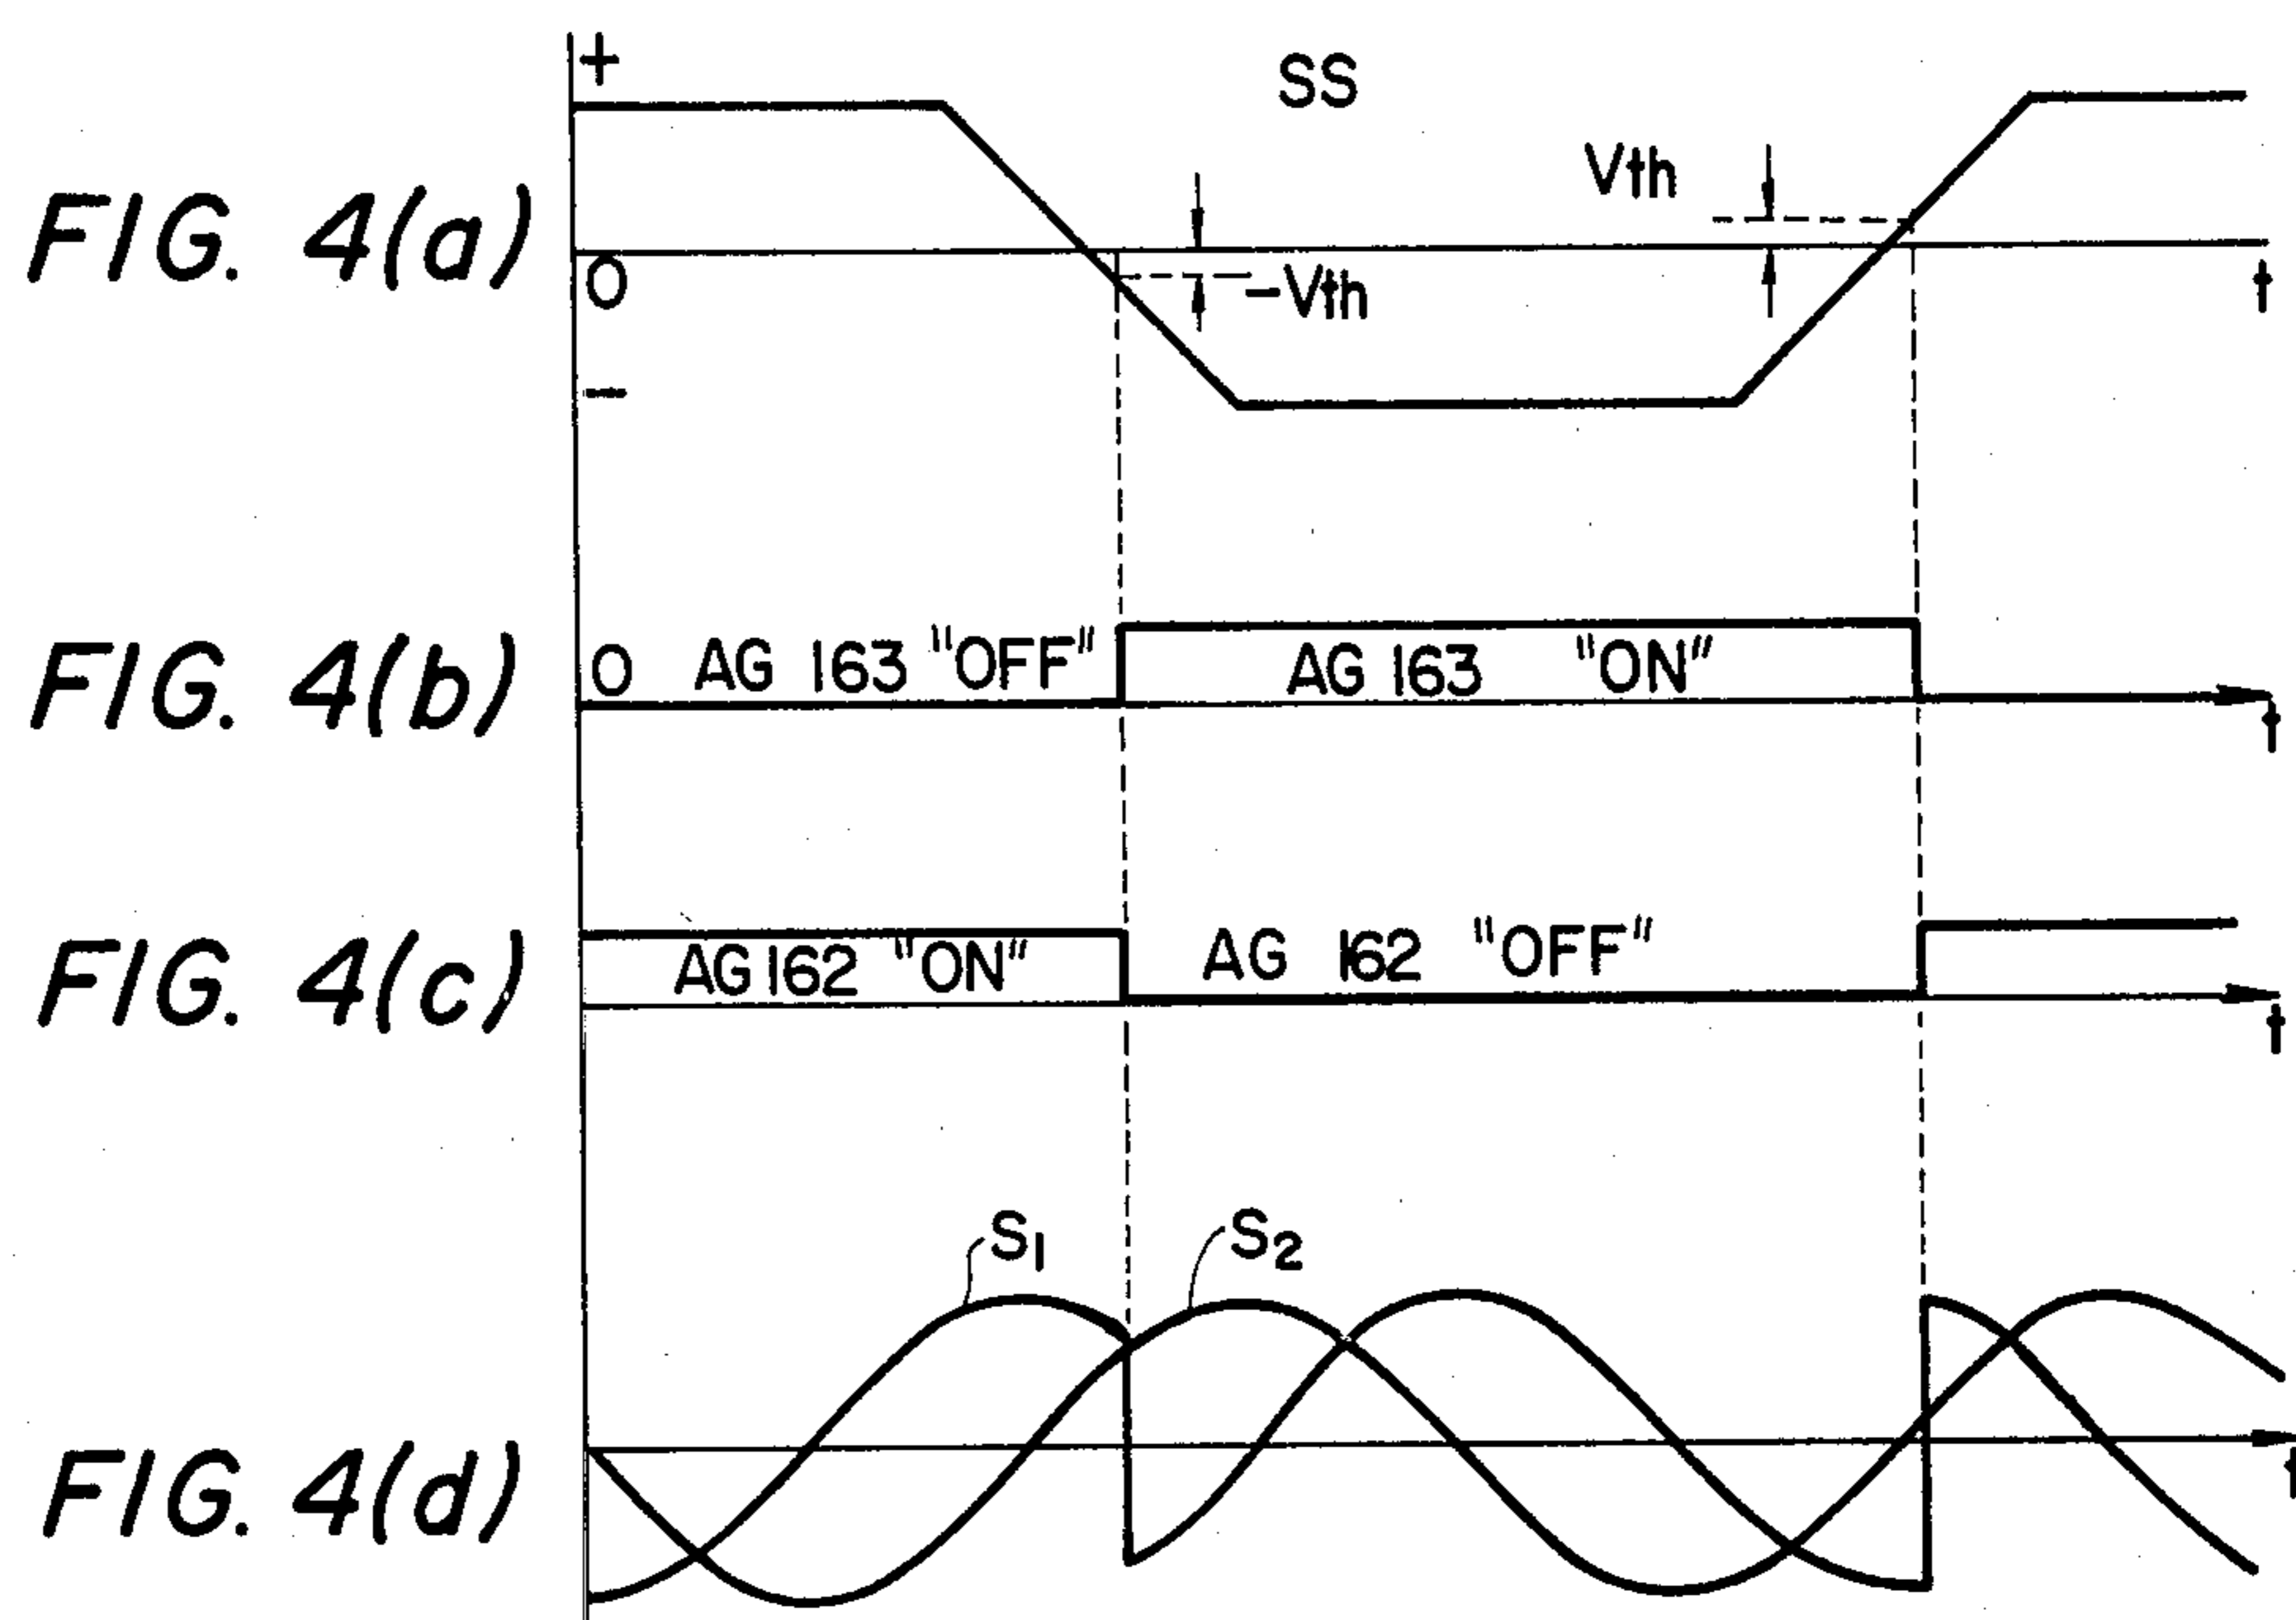 +
SS
Vth
FIG. 4(a)
0
-Vth
t
−
FIG. 4(b)
0 AG 163 "OFF"
AG 163 "ON"
t
FIG. 4(c)
AG 162 "ON"
AG 162 "OFF"
t
S1
S2
FIG. 4(d)
t